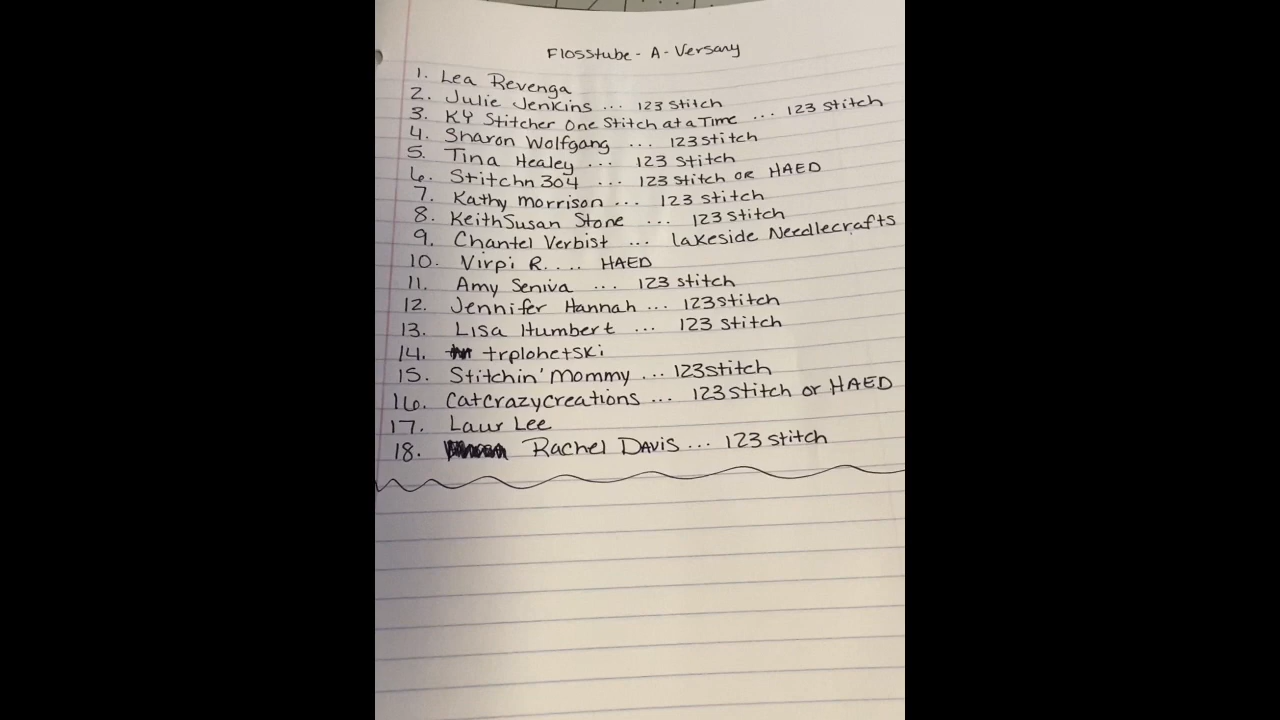 Flosstube - A - Versary
1. Lea Revenga
2. Julie Jenkins ... 123 Stitch
3. KY Stitcher One Stitch at a Time ... 123 Stitch
4. Sharon Wolfgang ... 123 Stitch
5. Tina Healey ... 123 Stitch
6. Stitchn 304 ... 123 Stitch or HAED
7. Kathy Morrison ... 123 Stitch
8. KeithSusan Stone ... 123 Stitch
9. Chantel Verbist ... Lakeside Needlecrafts
10. Virpi R.... HAED
11. Amy Seniva ... 123 Stitch
12. Jennifer Hannah ... 123 Stitch
13. Lisa Humbert ... 123 Stitch
14. trplohetski
15. Stitchin' Mommy ... 123 Stitch
16. CatCrazyCreations ... 123 Stitch or HAED
17. Laur Lee
18. Rachel Davis ... 123 Stitch